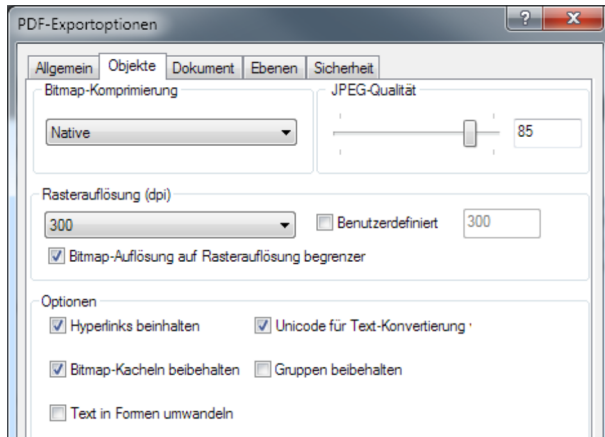 PDF-Exportoptionen
Allgemein Objekte Dokument Ebenen Sicherheit
Bitmap-Komprimierung
JPEG-Qualität
Native
85
Rasterauflösung (dpi)
300
Benutzerdefiniert
300
Bitmap-Auflösung auf Rasterauflösung begrenzer
Optionen
Hyperlinks beinhalten
Unicode für Text-Konvertierung
Bitmap-Kacheln beibehalten
Gruppen beibehalten
Text in Formen umwandeln